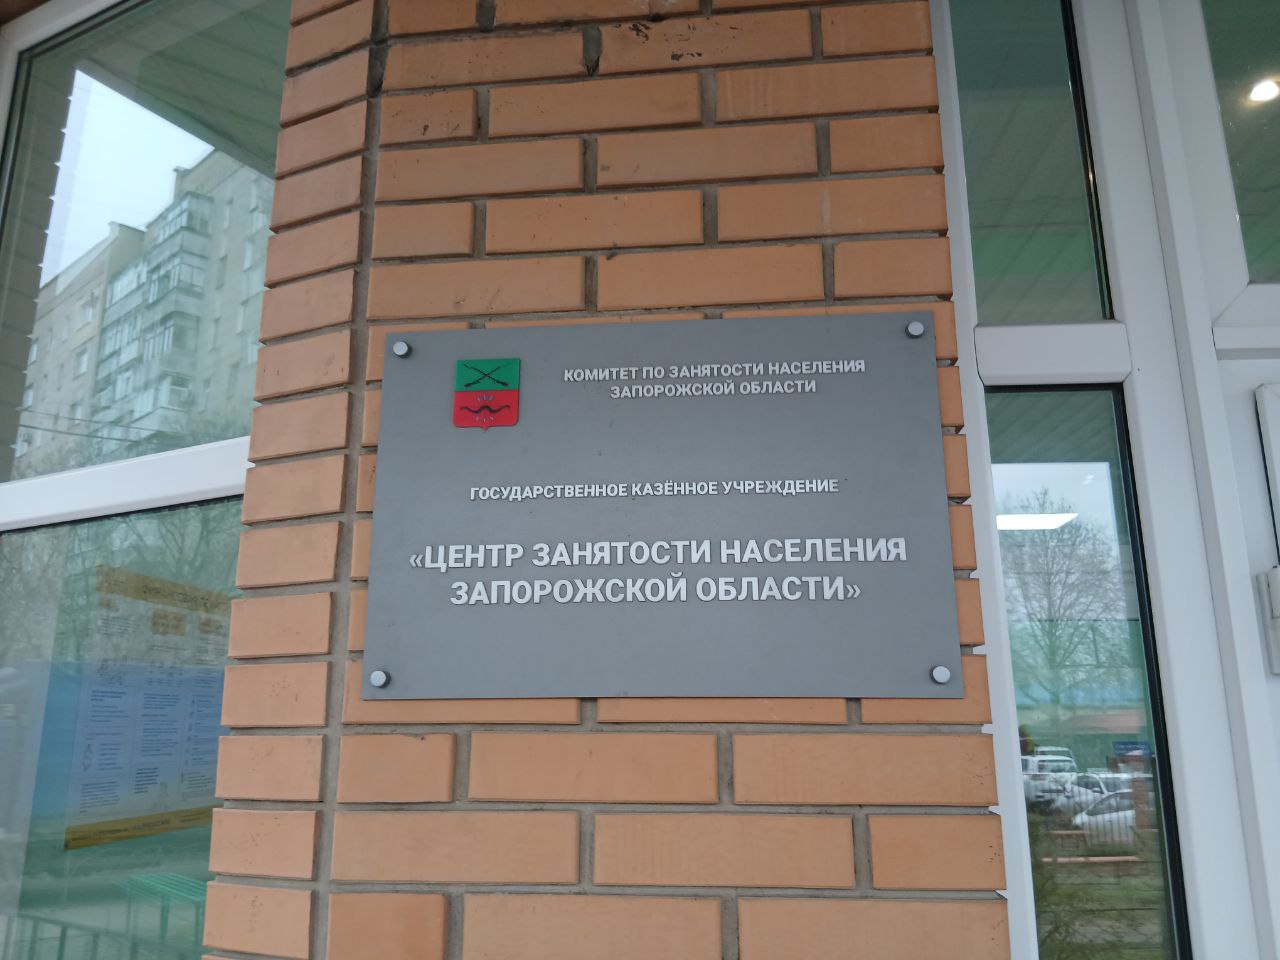 КОМИТЕТ ПО ЗАНЯТОСТИ НАСЕЛЕНИЯ
ЗАПОРОЖСКОЙ ОБЛАСТИ
ГОСУДАРСТВЕННОЕ КАЗЁННОЕ УЧРЕЖДЕНИЕ
«ЦЕНТР ЗАНЯТОСТИ НАСЕЛЕНИЯ
ЗАПОРОЖСКОЙ ОБЛАСТИ»